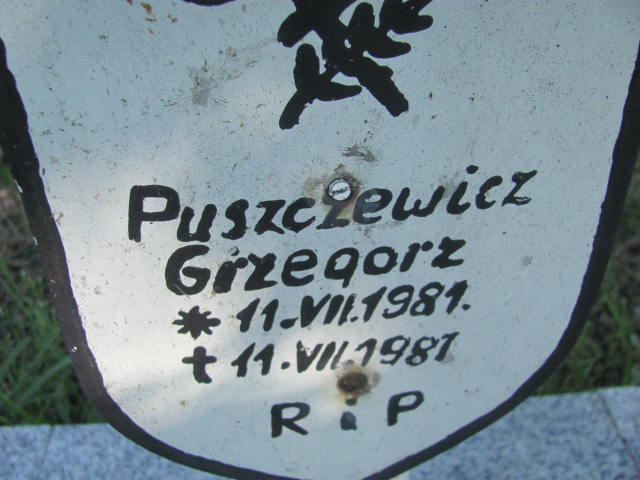 Puszczewicz
Grzegorz
* 11.VII.1981.
† 11.VII.1981
R.P